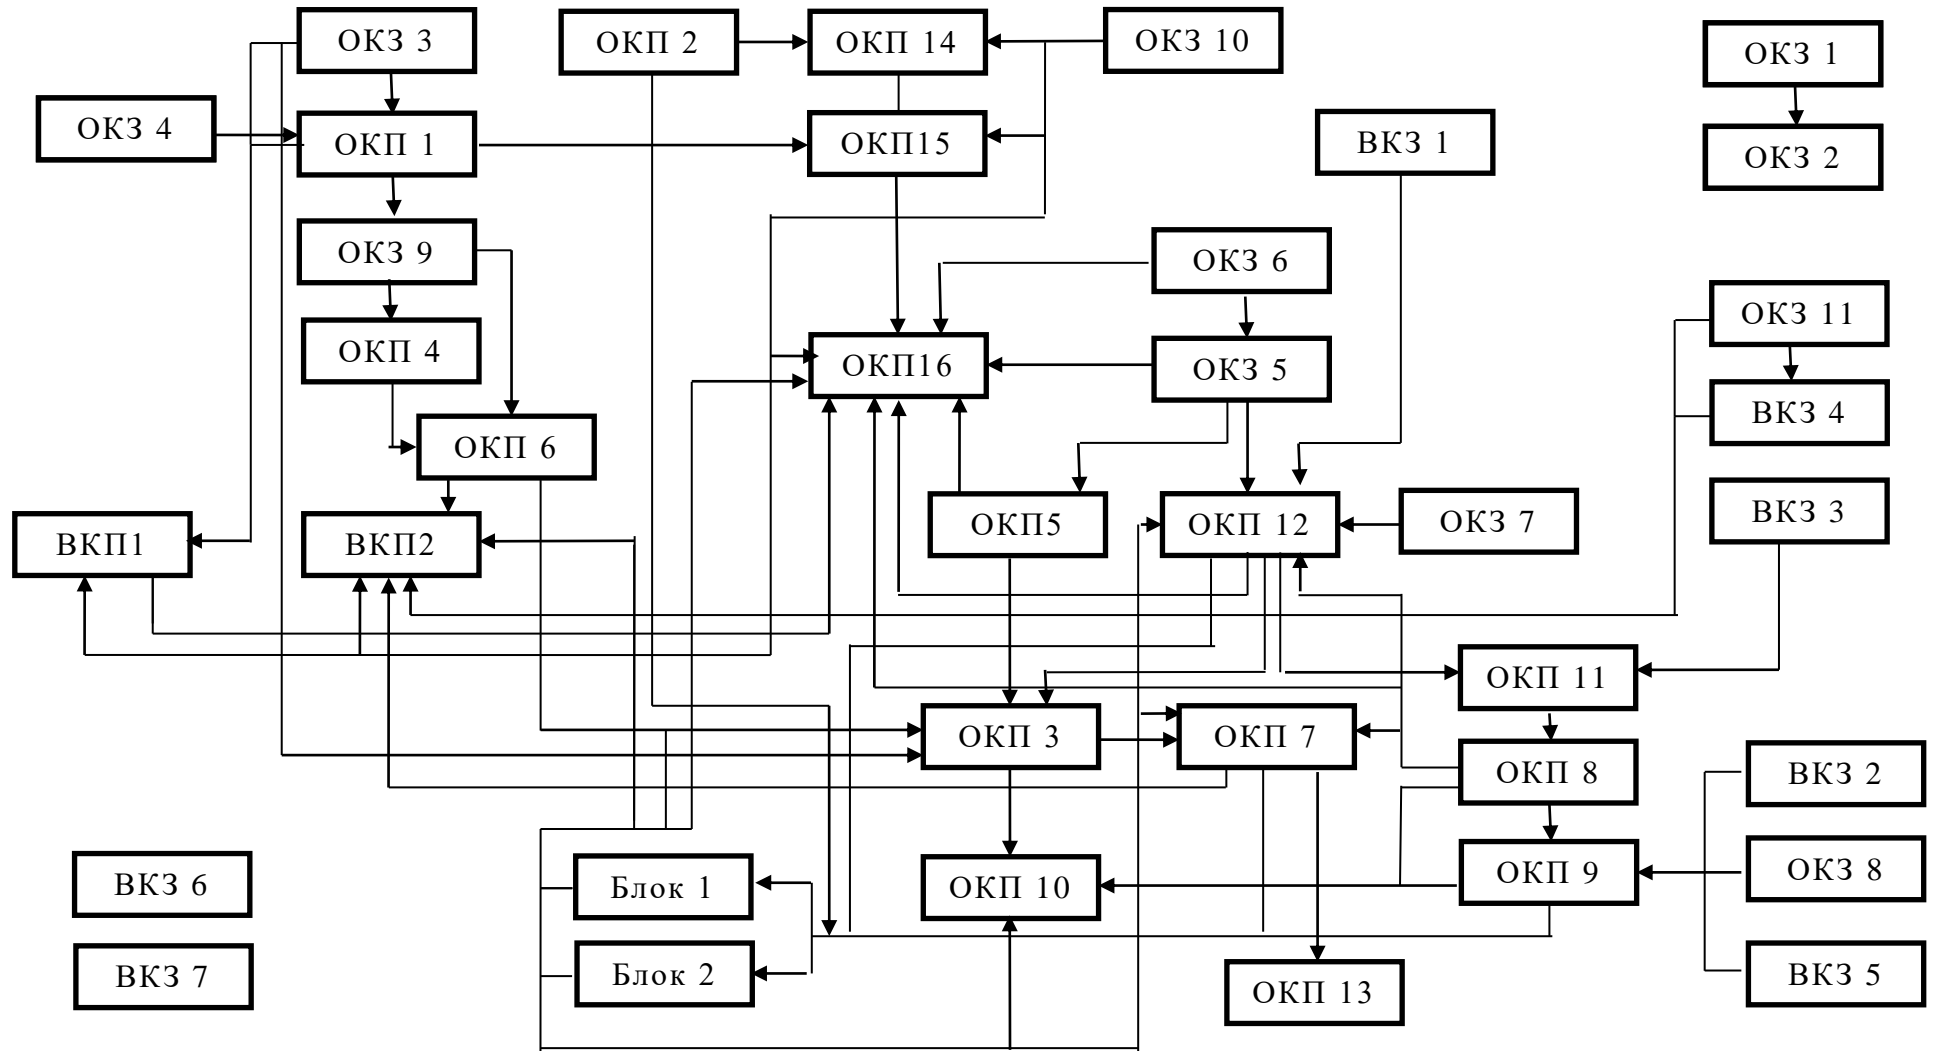 ОКЗ 3
ОКП 2
ОКП 14
ОКЗ 10
ОКЗ 1
ОКЗ 4
ОКП 1
ОКП15
ВКЗ 1
ОКЗ 2
ОКЗ 9
ОКЗ 6
ОКЗ 11
ОКП 4
ОКП16
ОКЗ 5
ВКЗ 4
ОКП 6
ВКП1
ВКП2
ОКП5
ОКП 12
ОКЗ 7
ВКЗ 3
ОКП 11
ОКП 3
ОКП 7
ОКП 8
ВКЗ 2
ВКЗ 6
Блок 1
ОКП 10
ОКП 9
ОКЗ 8
ВКЗ 7
Блок 2
ОКП 13
ВКЗ 5